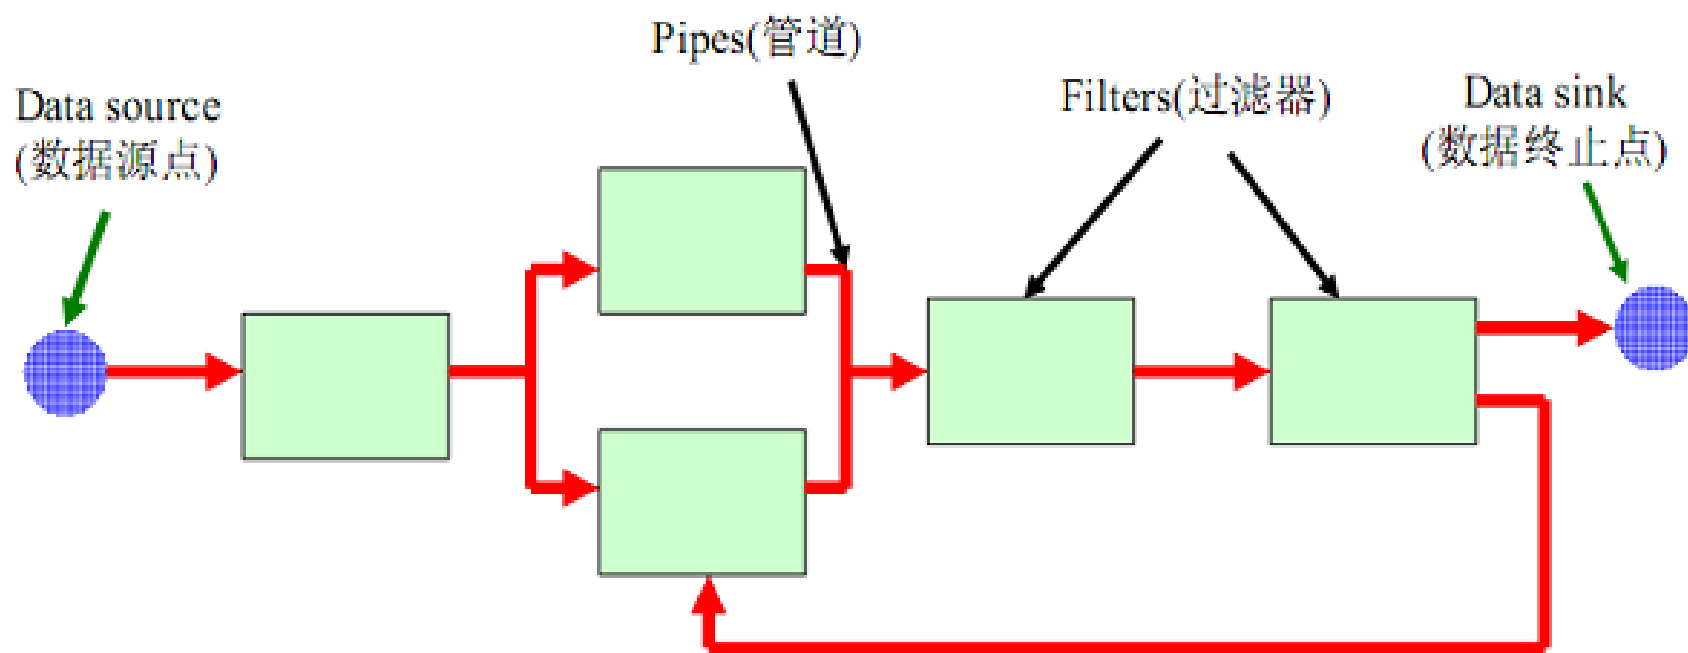 Data source
(数据源点)
Pipes(管道)
Filters(过滤器)
Data sink
(数据终止点)